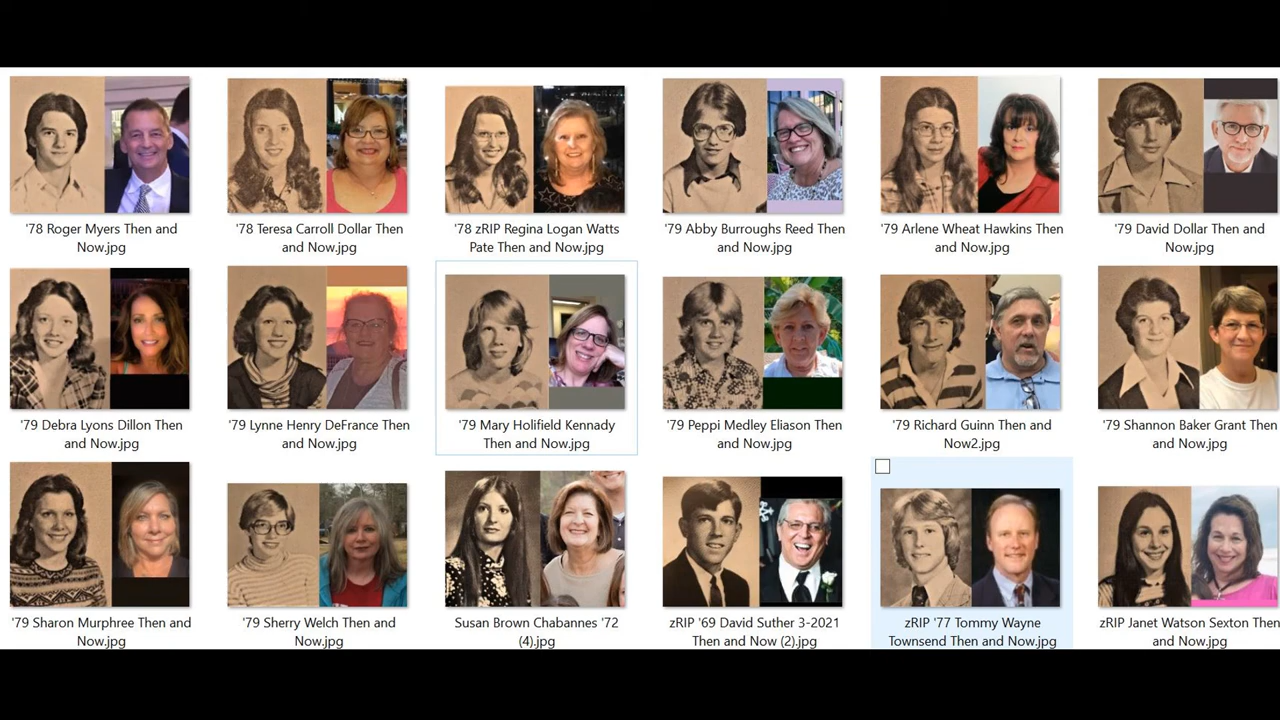 '78 Roger Myers Then and
Now.jpg
'78 Teresa Carroll Dollar Then
and Now.jpg
'78 zRIP Regina Logan Watts
Pate Then and Now.jpg
'79 Abby Burroughs Reed Then
and Now.jpg
'79 Arlene Wheat Hawkins Then
and Now.jpg
'79 David Dollar Then and
Now.jpg
'79 Debra Lyons Dillon Then
and Now.jpg
'79 Lynne Henry DeFrance Then
and Now.jpg
'79 Mary Holifield Kennady
Then and Now.jpg
'79 Peppi Medley Eliason Then
and Now.jpg
'79 Richard Guinn Then and
Now2.jpg
'79 Shannon Baker Grant Then
and Now.jpg
'79 Sharon Murphree Then and
Now.jpg
'79 Sherry Welch Then and
Now.jpg
Susan Brown Chabannes '72
(4).jpg
zRIP '69 David Suther 3-2021
Then and Now (2).jpg
zRIP '77 Tommy Wayne
Townsend Then and Now.jpg
zRIP Janet Watson Sexton Then
and Now.jpg